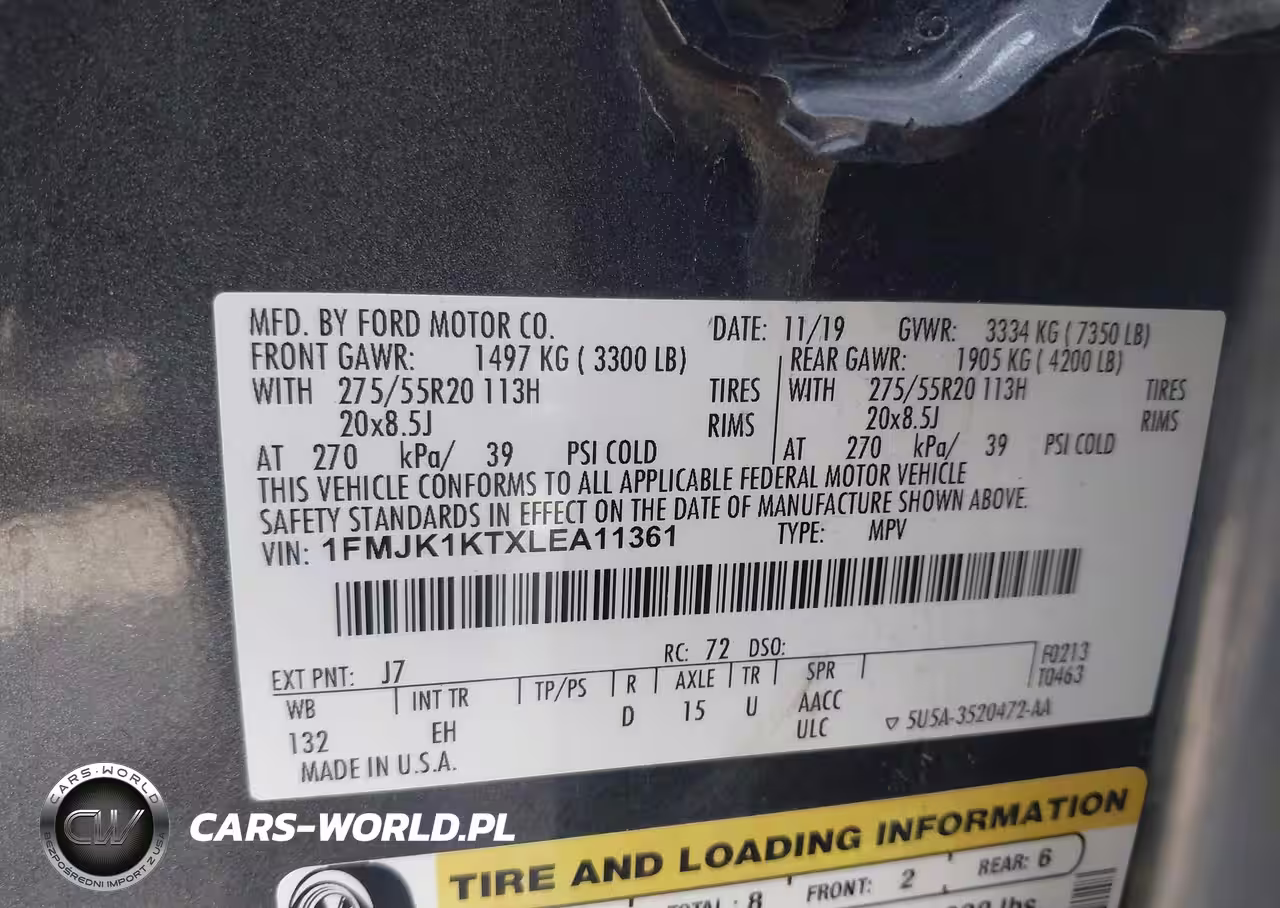 MFD. BY FORD MOTOR CO. DATE: 11/19 GVWR: 3334 KG ( 7350 LB)
FRONT GAWR: 1497 KG ( 3300 LB) REAR GAWR: 1905 KG ( 4200 LB)
WITH 275/55R20 113H TIRES WITH 275/55R20 113H TIRES
20x8.5J RIMS 20x8.5J RIMS
AT 270 kPa/ 39 PSI COLD AT 270 kPa/ 39 PSI COLD
THIS VEHICLE CONFORMS TO ALL APPLICABLE FEDERAL MOTOR VEHICLE
SAFETY STANDARDS IN EFFECT ON THE DATE OF MANUFACTURE SHOWN ABOVE.
VIN: 1FMJK1KTXLEA11361 TYPE: MPV
EXT PNT: J7 RC: 72 DSO: F0213
WB INT TR TP/PS R AXLE TR SPR T0463
132 EH D 15 U AACC
ULC ▽ 5U5A-3520472-AA
MADE IN U.S.A.
CARS-WORLD
CW
BEZPOŚREDNI IMPORT Z USA
CARS-WORLD.PL
TIRE AND LOADING INFORMATION
TOTAL: 8 FRONT: 2 REAR: 6
lbs